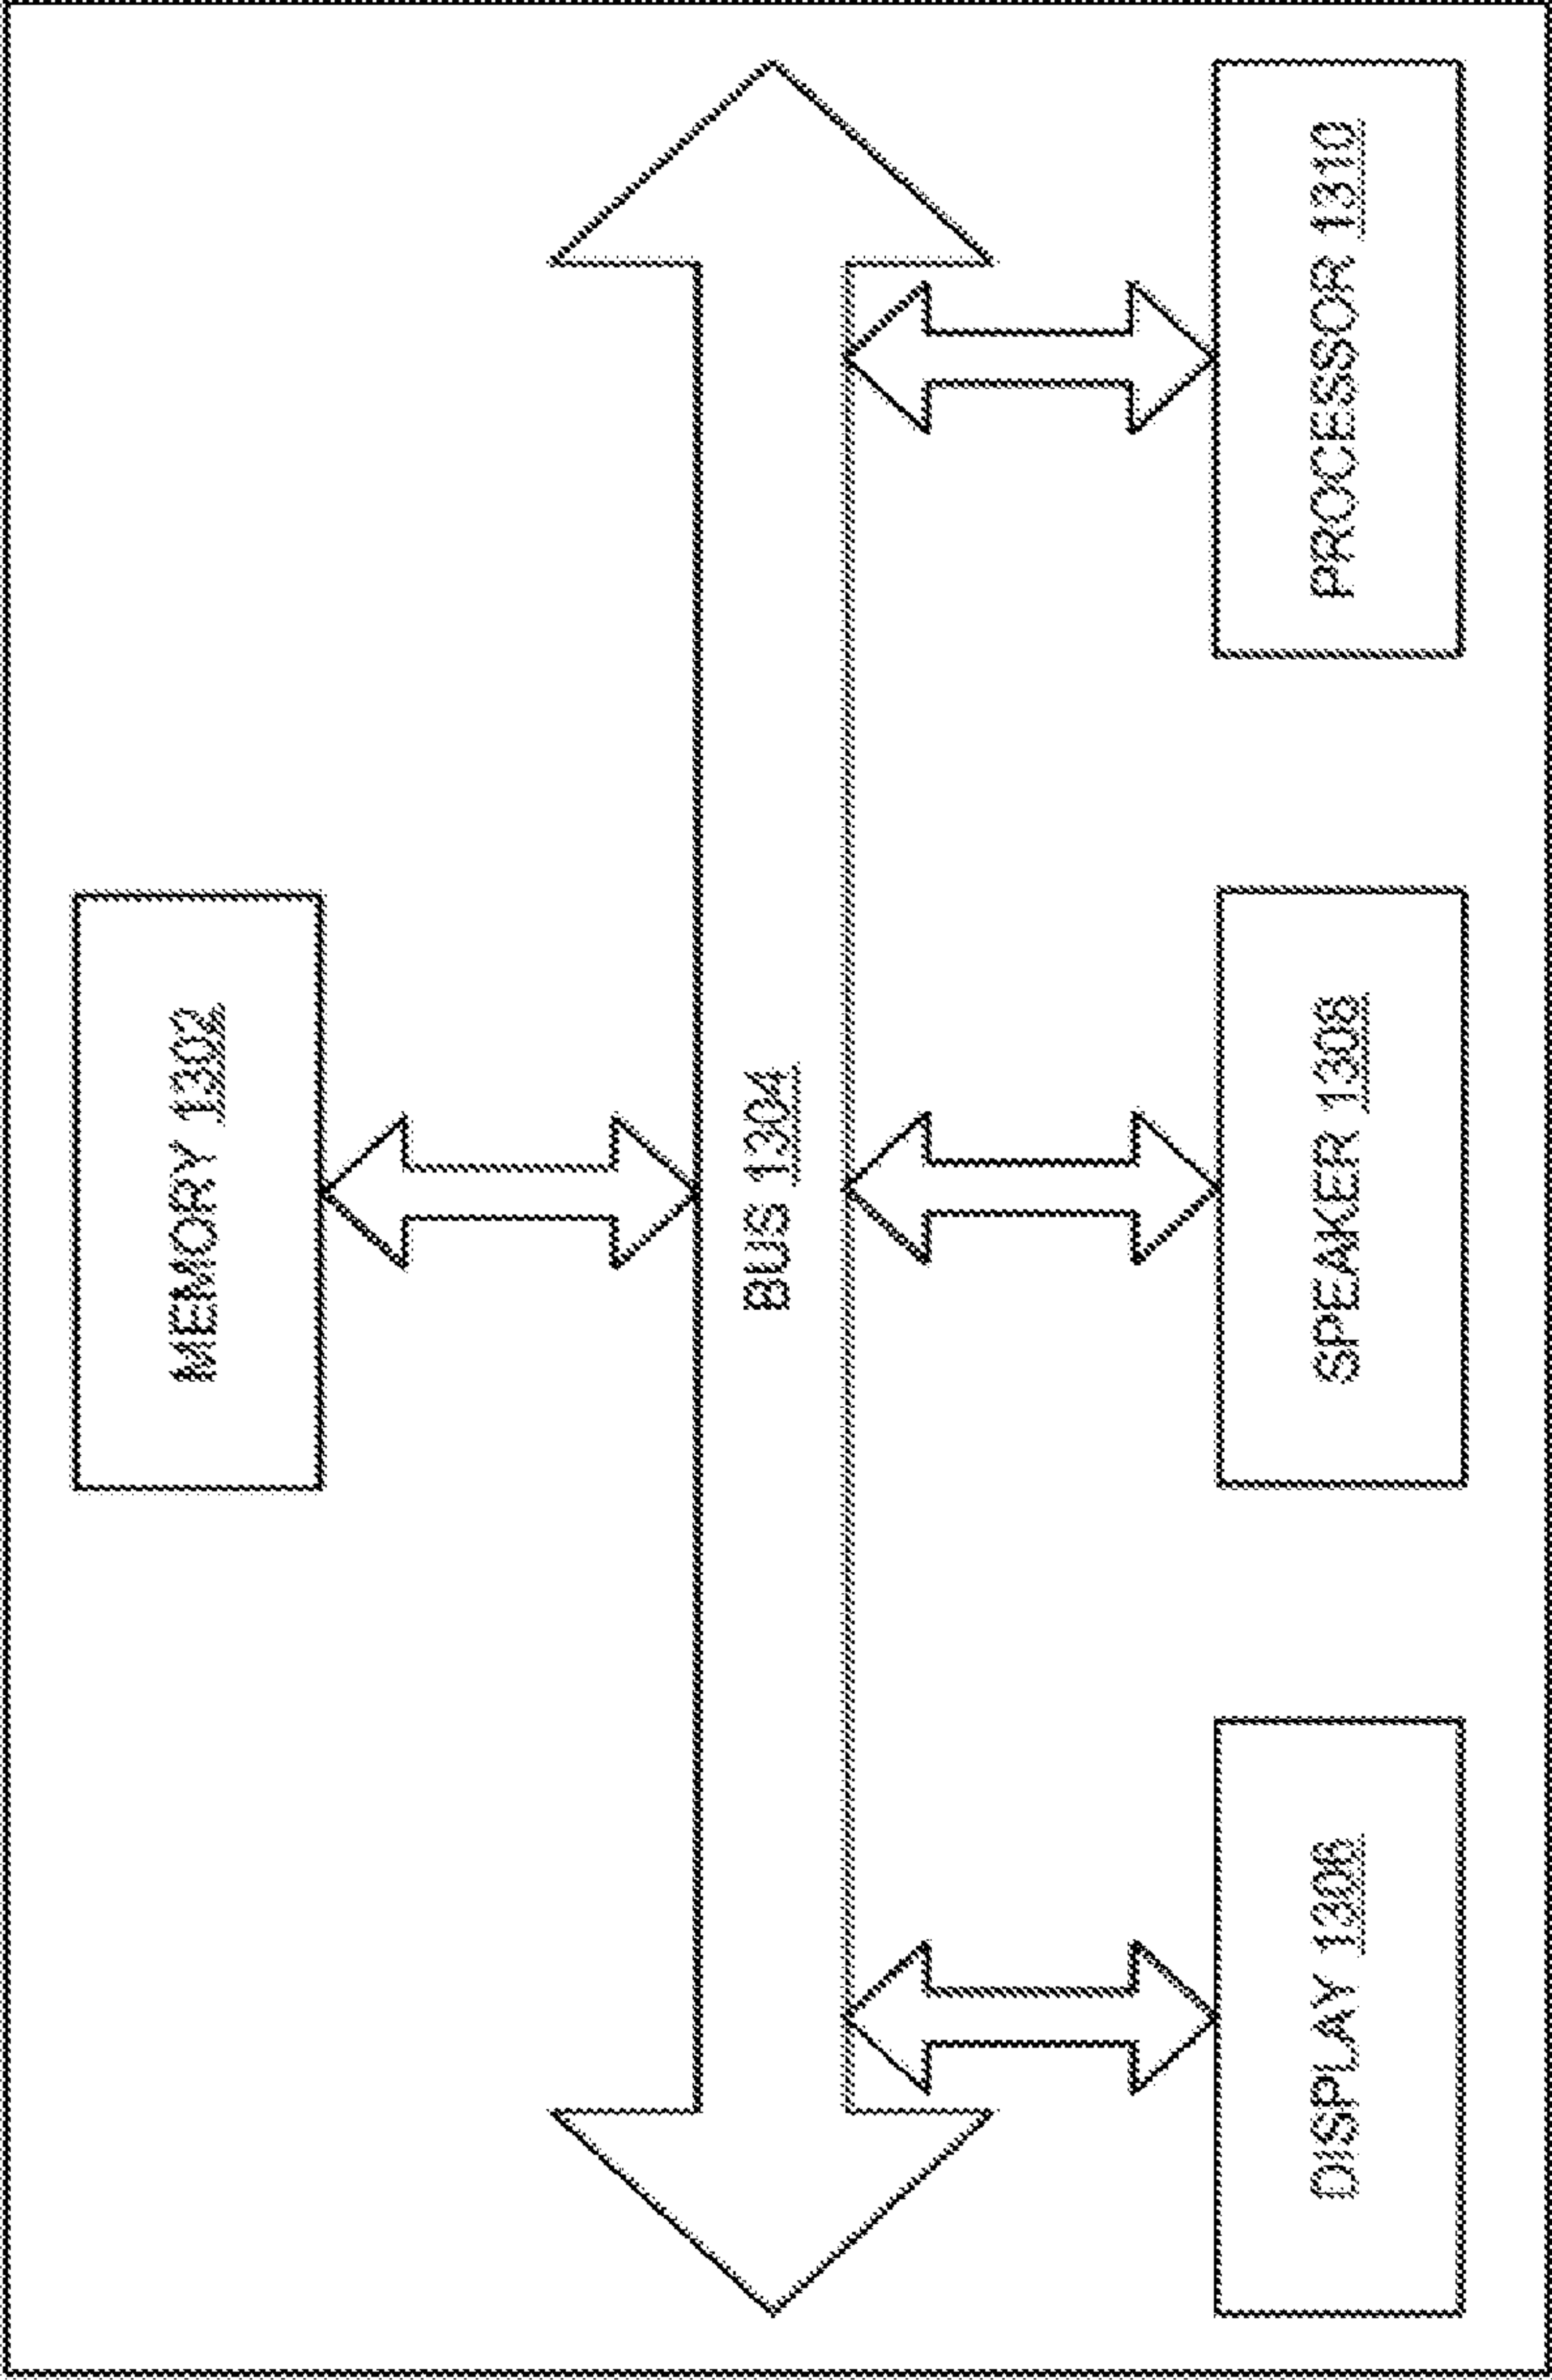 MEMORY 1302
BUS 1304
DISPLAY 1306
SPEAKER 1308
PROCESSOR 1310